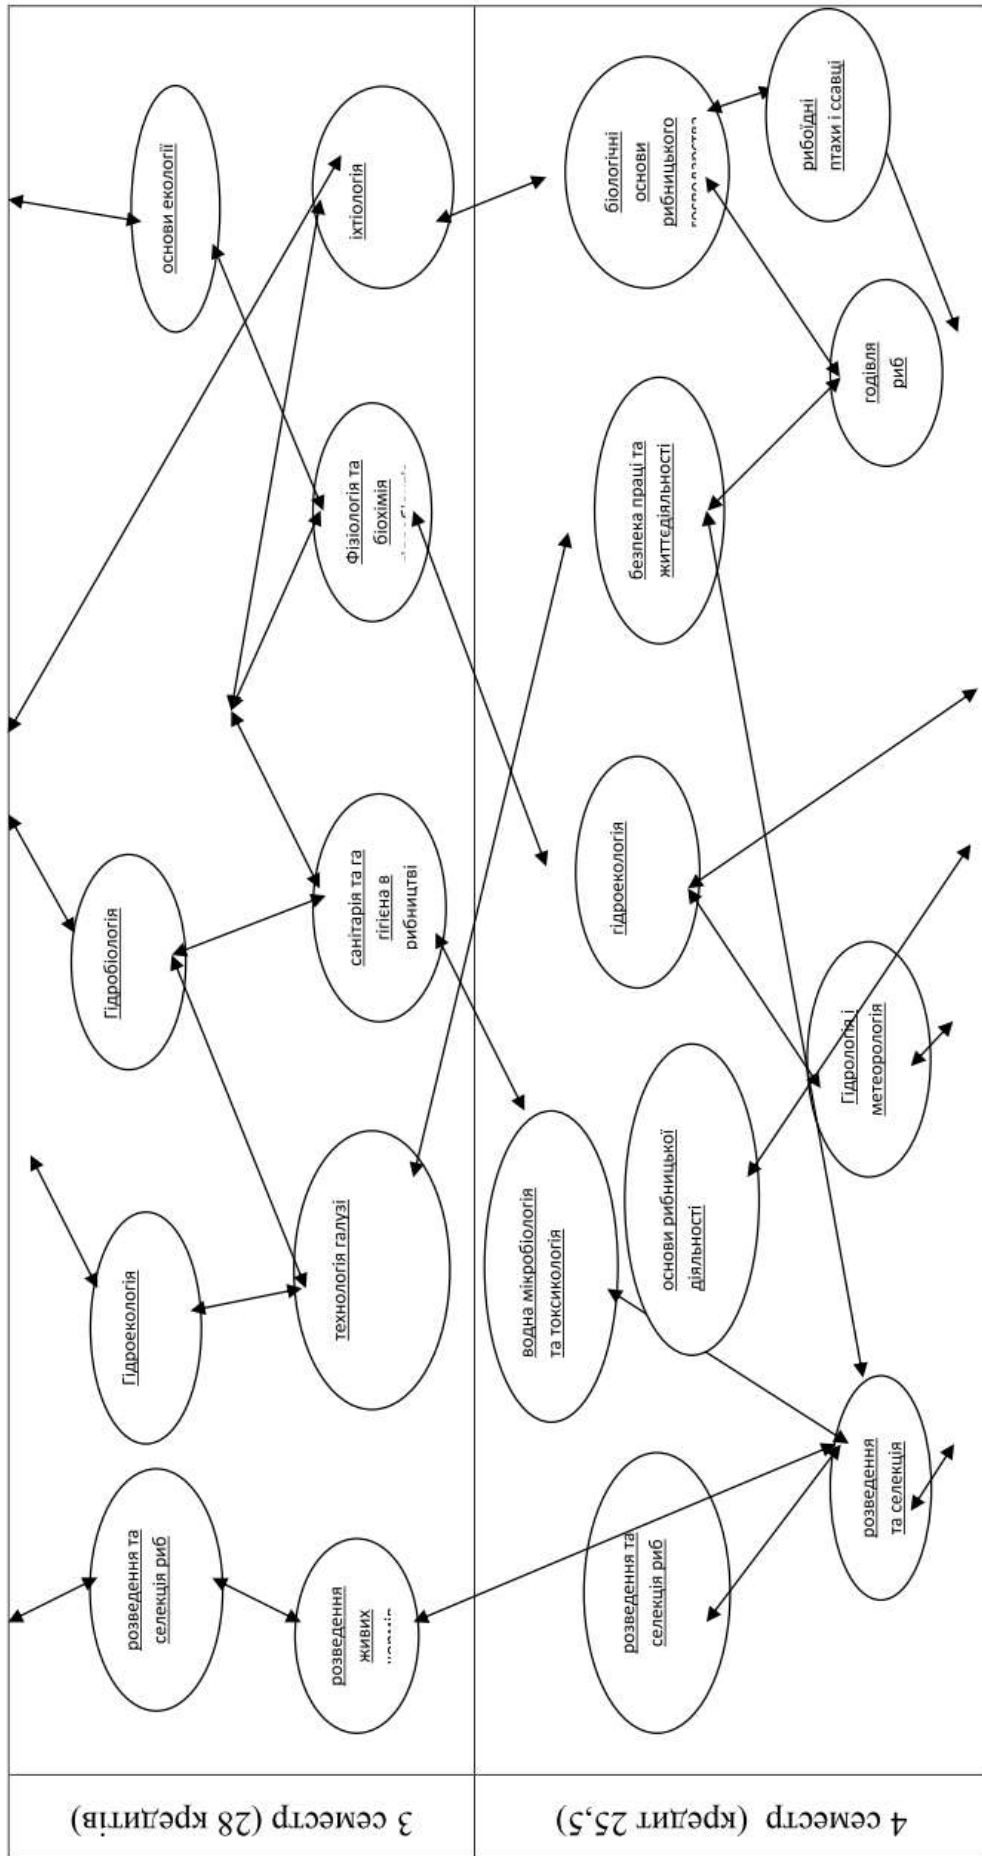 3 семестр (28 кредитів)
розведення та
селекція риб
Гідроекологія
Гідробіологія
основи екології
розведення
живих
технологія галузі
санітарія та га
гігієна в
рибництві
Фізіологія та
біохімія
іхтіологія
4 семестр (кредит 25,5)
розведення та
селекція риб
водна мікробіологія
та токсикологія
основи рибницької
діяльності
гідроекологія
безпека праці та
життєдіяльності
біологічні
основи
рибницького
господарства
розведення
та селекція
Гідрологія і
метеорологія
годівля
риб
рибоїдні
птахи і ссавці